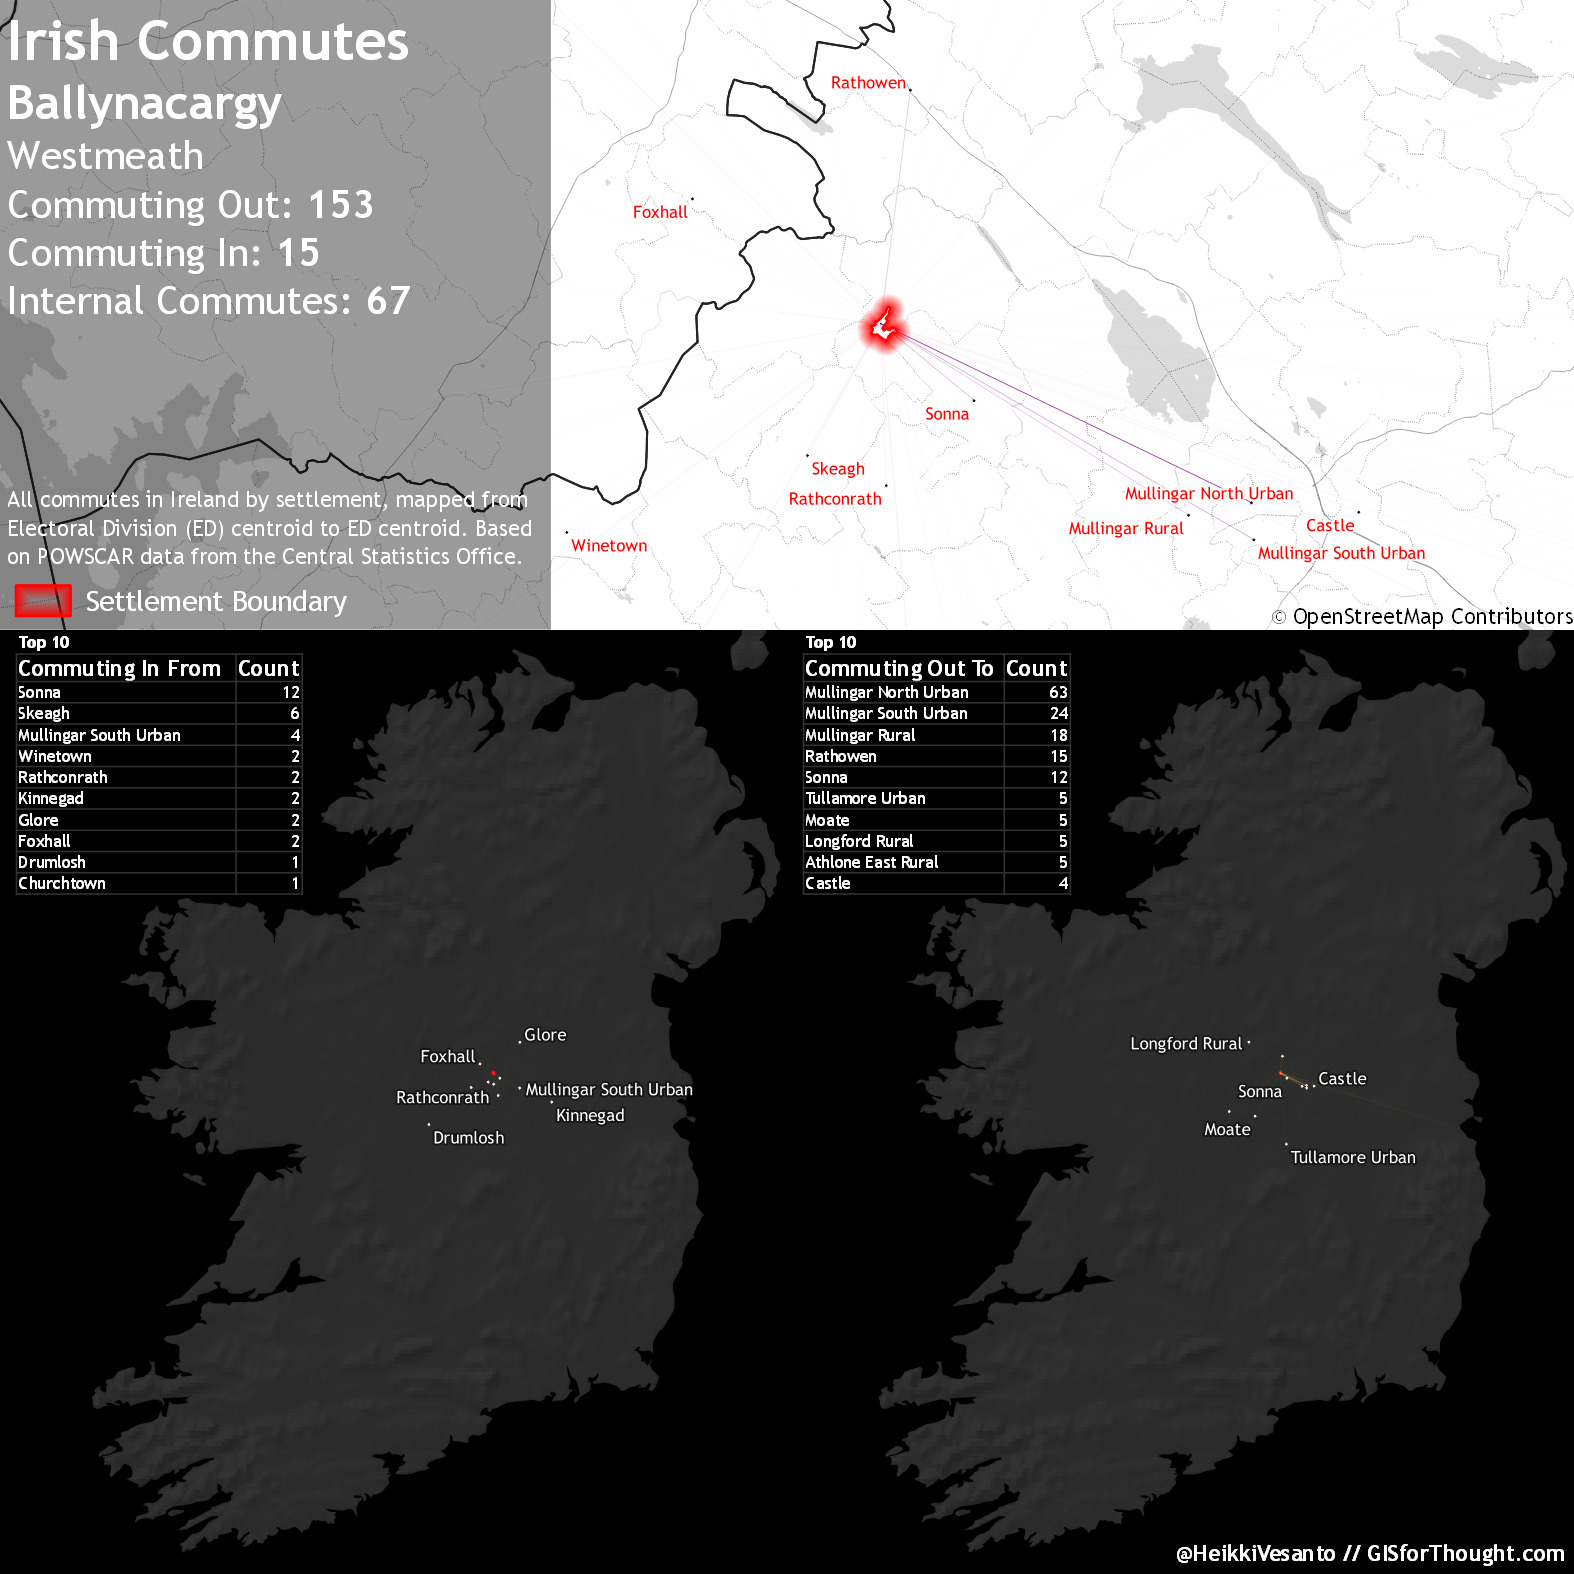 Irish Commutes
Ballynacargy
Westmeath
Commuting Out: 153
Commuting In: 15
Internal Commutes: 67
All commutes in Ireland by settlement, mapped from
Electoral Division (ED) centroid to ED centroid. Based
on POWSCAR data from the Central Statistics Office.
Settlement Boundary
Rathowen
Foxhall
Sonna
Skeagh
Rathconrath
Winetown
Mullingar North Urban
Mullingar Rural
Castle
Mullingar South Urban
© OpenStreetMap Contributors
Top 10
Commuting In From Count
Sonna 12
Skeagh 6
Mullingar South Urban 4
Winetown 2
Rathconrath 2
Kinnegad 2
Glore 2
Foxhall 2
Drumlosh 1
Churchtown 1
Top 10
Commuting Out To Count
Mullingar North Urban 63
Mullingar South Urban 24
Mullingar Rural 18
Rathowen 15
Sonna 12
Tullamore Urban 5
Moate 5
Longford Rural 5
Athlone East Rural 5
Castle 4
Glore
Foxhall
Mullingar South Urban
Rathconrath
Kinnegad
Drumlosh
Longford Rural
Castle
Sonna
Moate
Tullamore Urban
@HeikkiVesanto // GISforThought.com